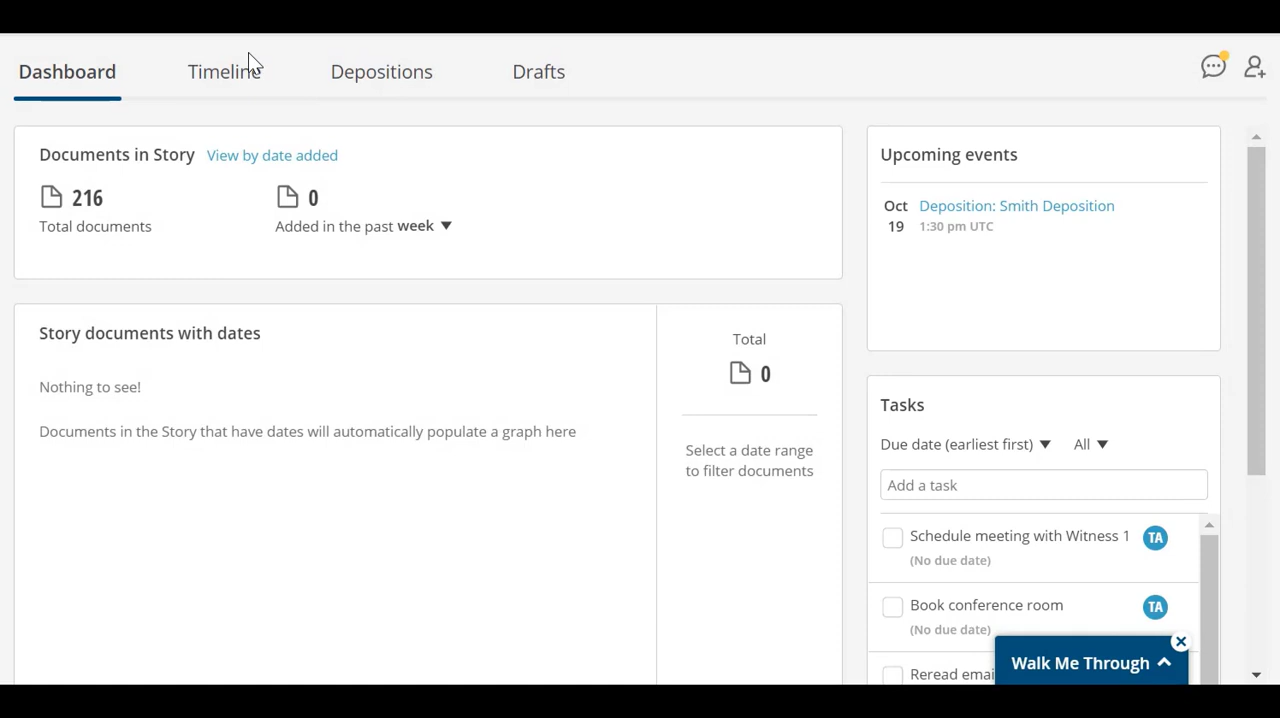 Dashboard
Timeline
Depositions
Drafts
Documents in Story View by date added
216
Total documents
0
Added in the past week
Story documents with dates
Nothing to see!
Documents in the Story that have dates will automatically populate a graph here
Total
0
Select a date range
to filter documents
Upcoming events
Oct
19
Deposition: Smith Deposition
1:30 pm UTC
Tasks
Due date (earliest first) All
Add a task
Schedule meeting with Witness 1
(No due date)
TA
Book conference room
(No due date)
TA
Reread
Walk Me Through